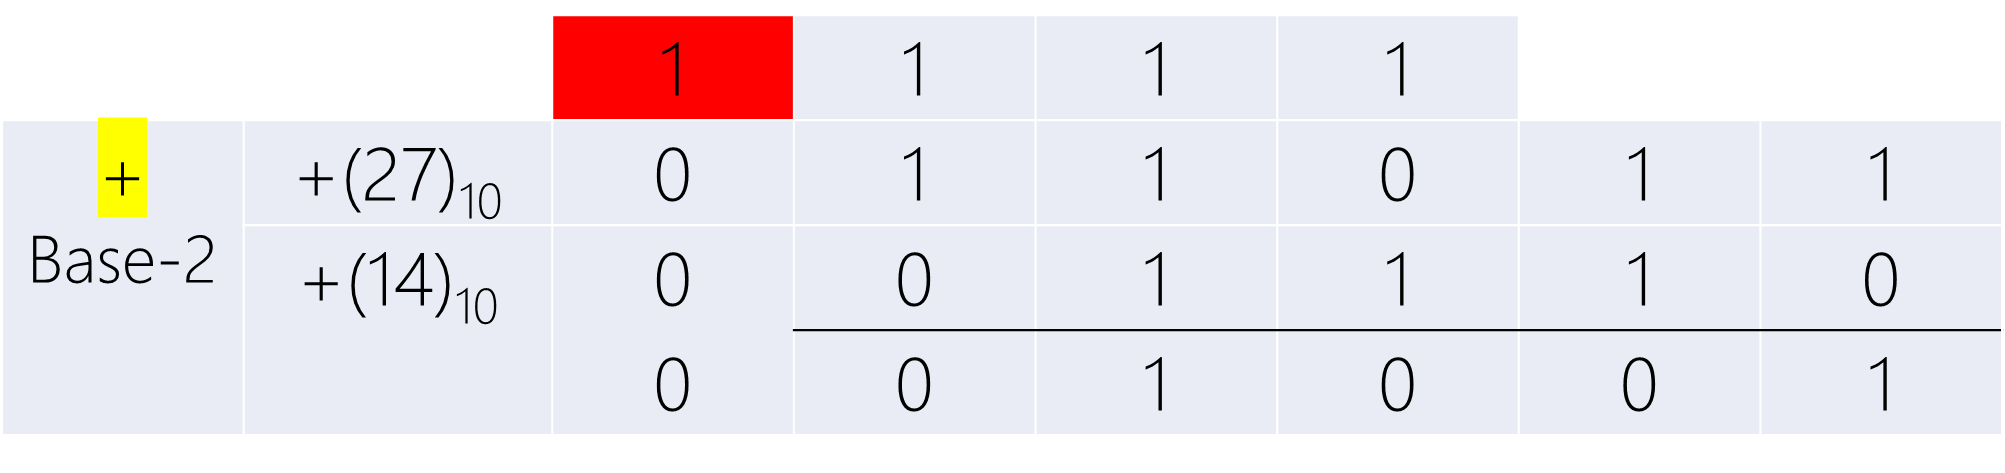 1 1 1 1
+ +(27)₁₀ 0 1 1 0 1 1
Base-2 +(14)₁₀ 0 0 1 1 1 0
0 0 1 0 0 1